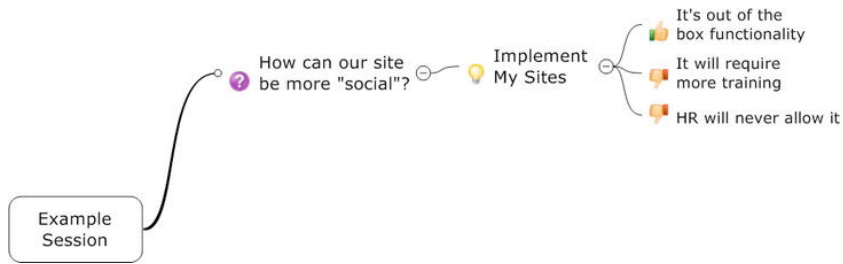 It's out of the
box functionality
How can our site
be more "social"?
Implement
My Sites
It will require
more training
HR will never allow it
Example
Session